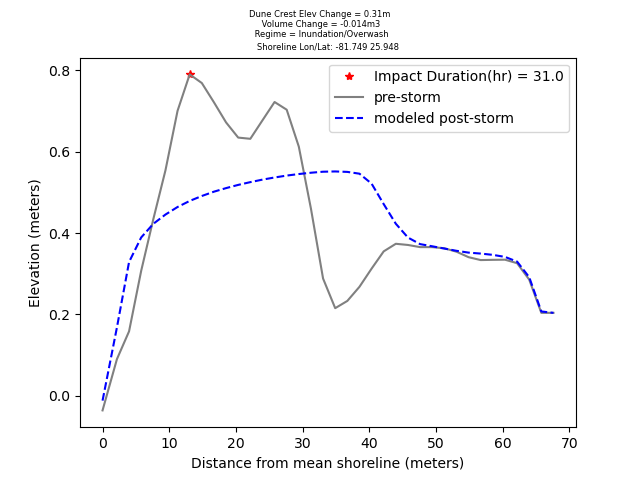 Dune Crest Elev Change = 0.31m
Volume Change = -0.014m3
Regime = Inundation/Overwash
Shoreline Lon/Lat: -81.749 25.948
Impact Duration(hr) = 31.0
pre-storm
modeled post-storm
Elevation (meters)
0.8
0.6
0.4
0.2
0.0
0 10 20 30 40 50 60 70
Distance from mean shoreline (meters)